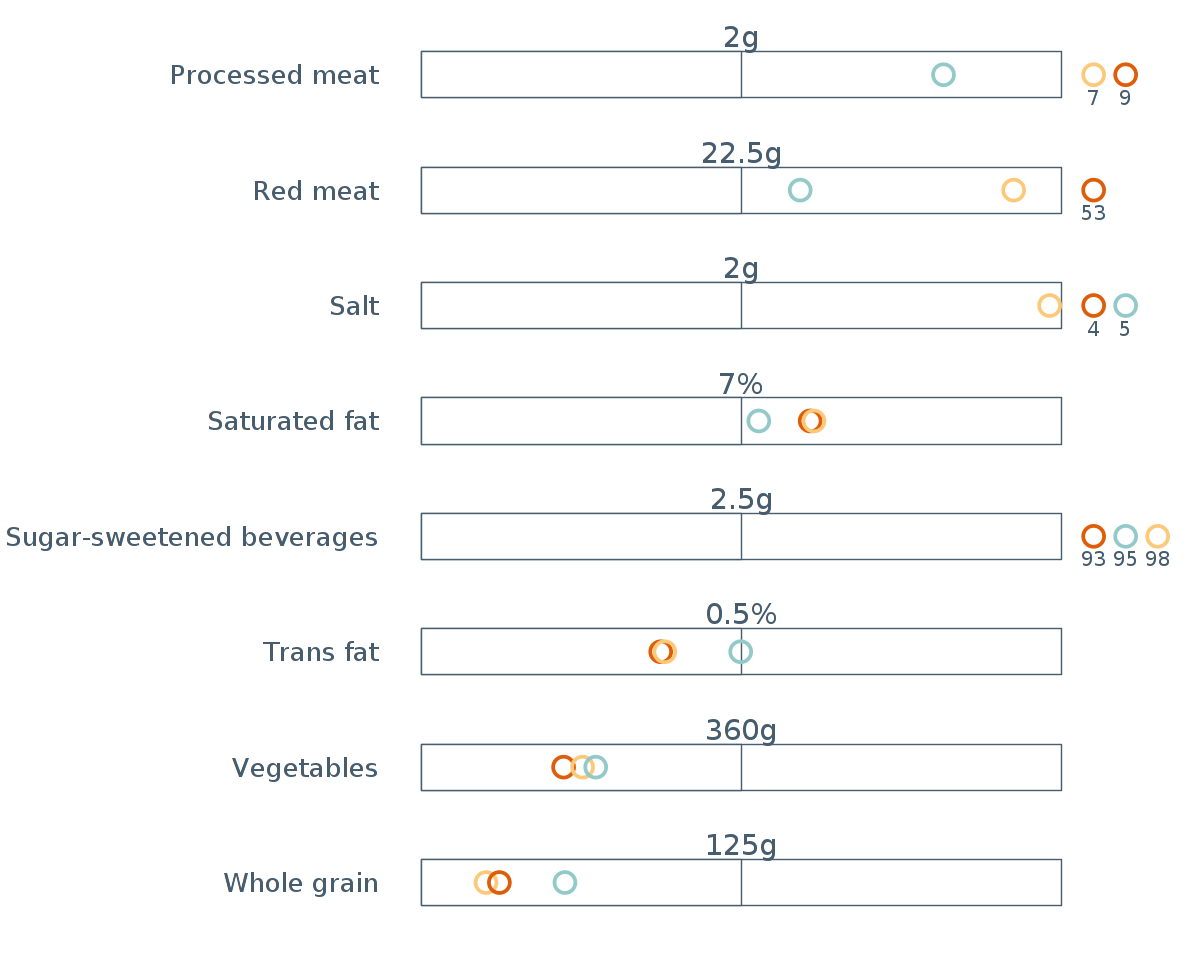 2g
Processed meat
7 9
22.5g
Red meat
53
2g
Salt
4 5
7%
Saturated fat
2.5g
Sugar-sweetened beverages
93 95 98
0.5%
Trans fat
360g
Vegetables
125g
Whole grain